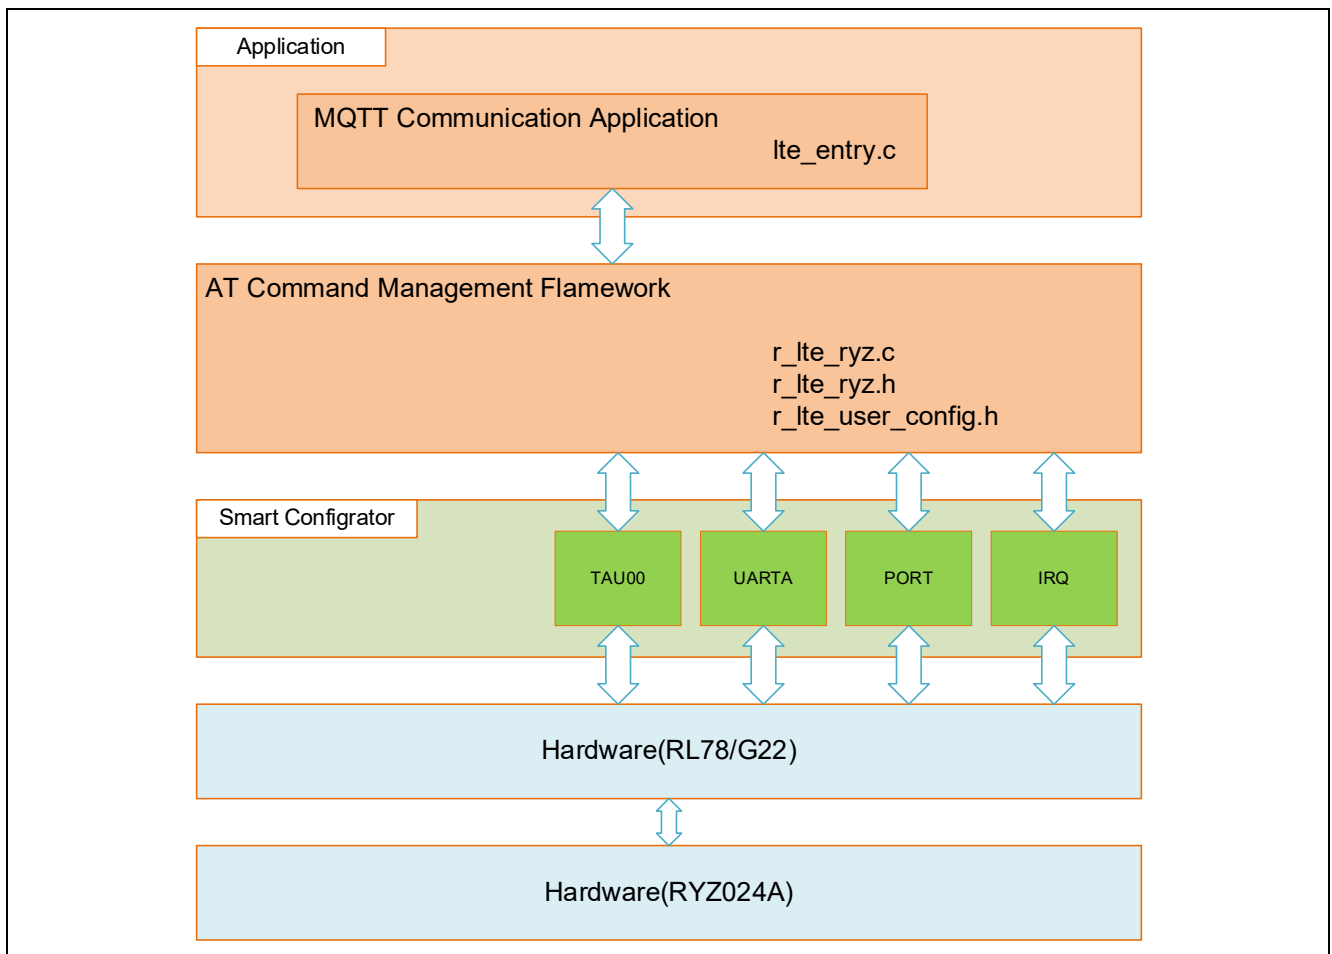 Application
MQTT Communication Application
lte_entry.c
AT Command Management Flamework
r_lte_ryz.c
r_lte_ryz.h
r_lte_user_config.h
Smart Configrator
TAU00
UARTA
PORT
IRQ
Hardware(RL78/G22)
Hardware(RYZ024A)